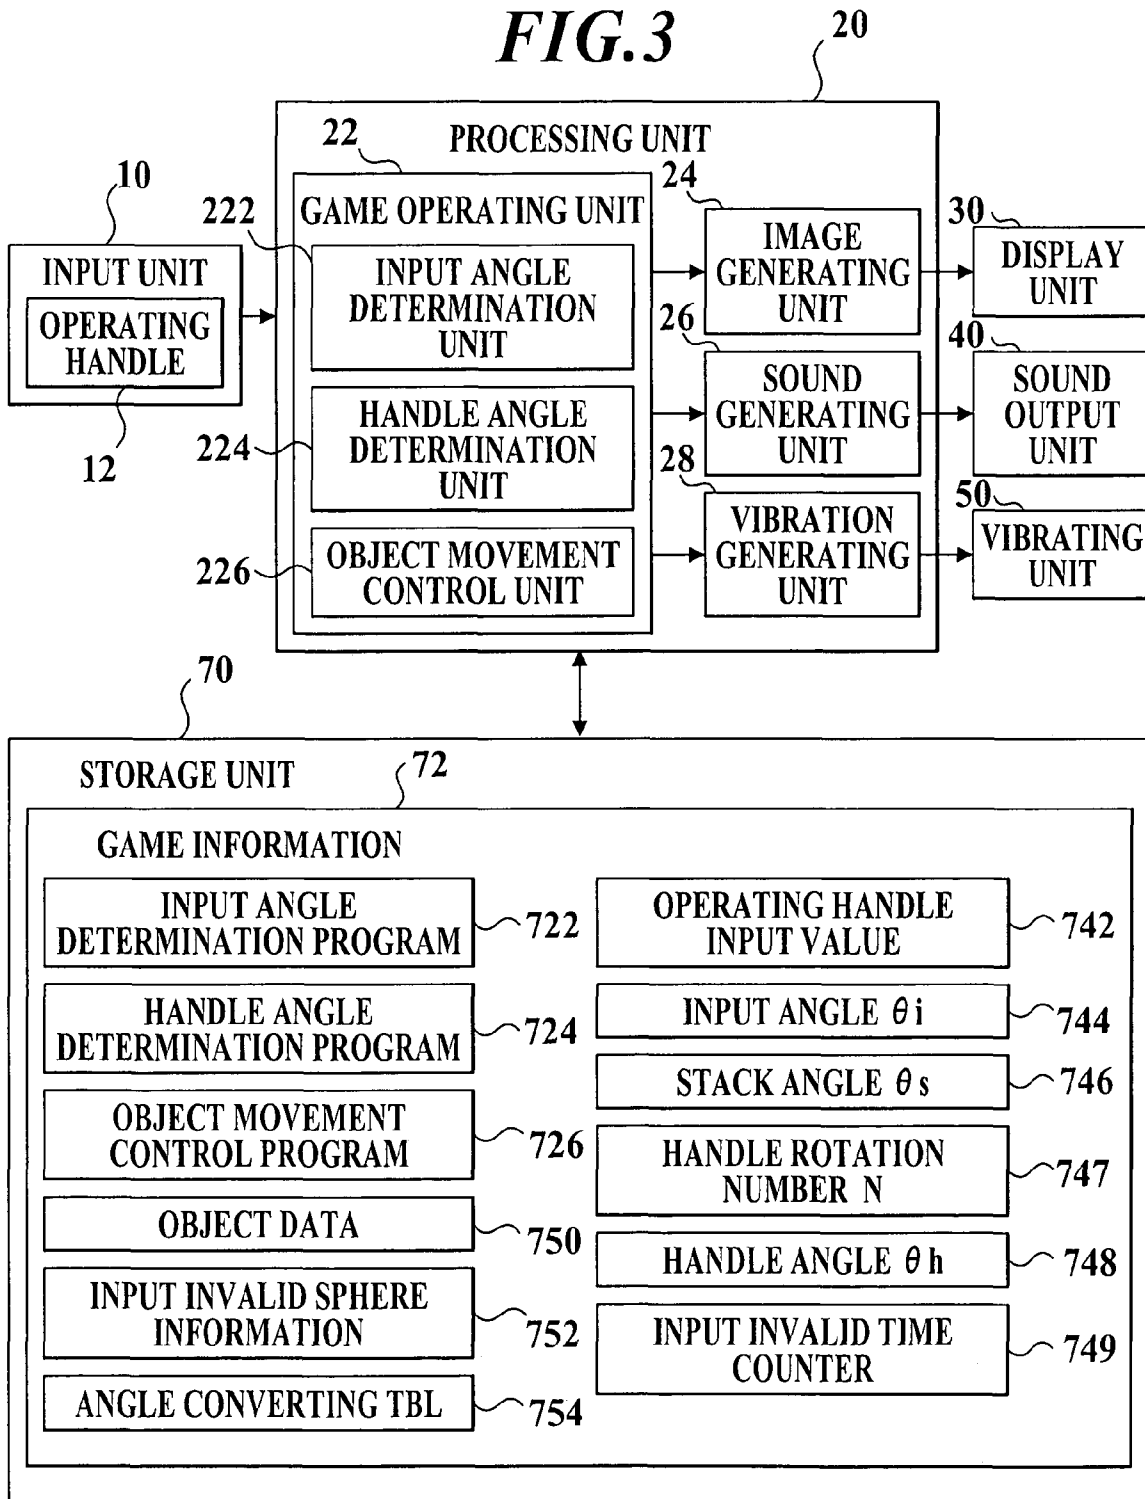 FIG.3
20
PROCESSING UNIT
22
GAME OPERATING UNIT
10
INPUT UNIT
OPERATING
HANDLE
12
222
INPUT ANGLE
DETERMINATION
UNIT
224
HANDLE ANGLE
DETERMINATION
UNIT
226
OBJECT MOVEMENT
CONTROL UNIT
24
IMAGE
GENERATING
UNIT
26
SOUND
GENERATING
UNIT
28
VIBRATION
GENERATING
UNIT
30
DISPLAY
UNIT
40
SOUND
OUTPUT
UNIT
50
VIBRATING
UNIT
70
STORAGE UNIT
72
GAME INFORMATION
INPUT ANGLE
DETERMINATION PROGRAM
722
HANDLE ANGLE
DETERMINATION PROGRAM
724
OBJECT MOVEMENT
CONTROL PROGRAM
726
OBJECT DATA
750
INPUT INVALID SPHERE
INFORMATION
752
ANGLE CONVERTING TBL
754
OPERATING HANDLE
INPUT VALUE
742
INPUT ANGLE θi
744
STACK ANGLE θs
746
HANDLE ROTATION
NUMBER N
747
HANDLE ANGLE θh
748
INPUT INVALID TIME
COUNTER
749